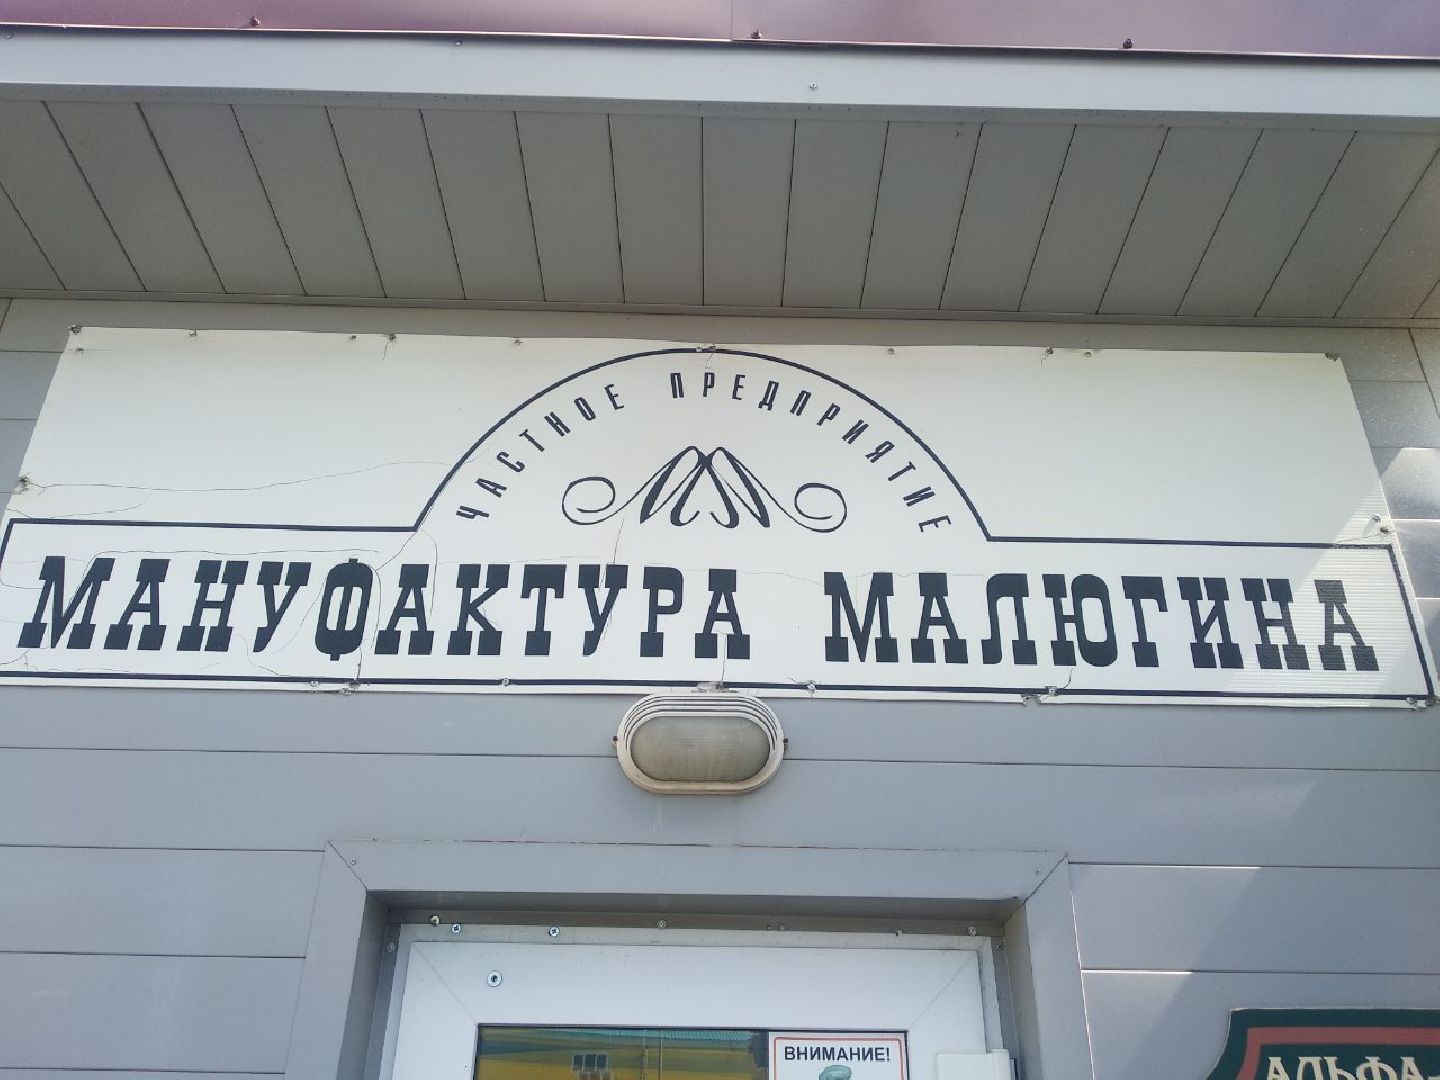 ЧАСТНОЕ ПРЕДПРИЯТИЕ
МАНУФАКТУРА МАЛЮГИНА
ВНИМАНИЕ!
АЛЬФА-